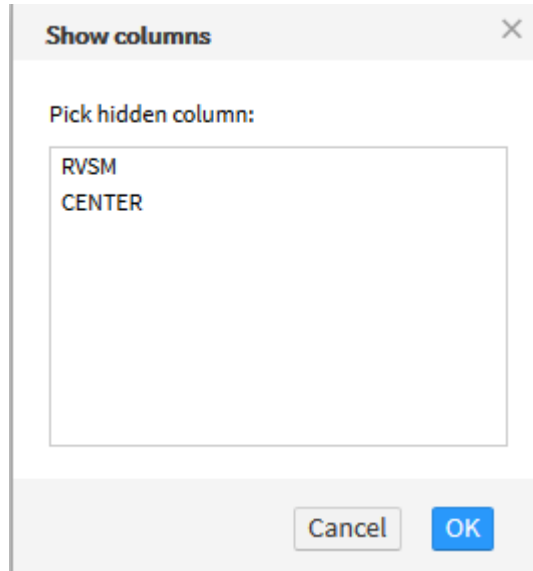 Show columns
Pick hidden column:
RVSM
CENTER
Cancel OK